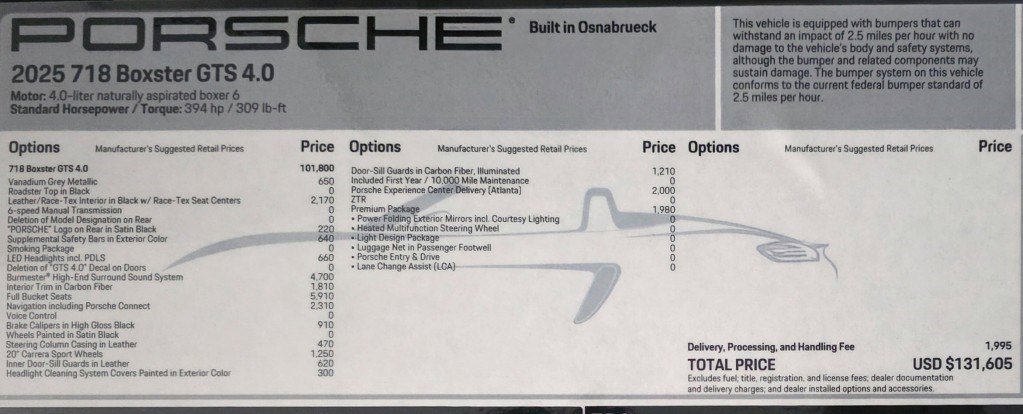 PORSCHE®
Built in Osnabrueck
2025 718 Boxster GTS 4.0
Motor: 4.0-liter naturally aspirated boxer 6
Standard Horsepower / Torque: 394 hp / 309 lb-ft
This vehicle is equipped with bumpers that can
withstand an impact of 2.5 miles per hour with no
damage to the vehicle's body and safety systems,
although the bumper and related components may
sustain damage. The bumper system on this vehicle
conforms to the current federal bumper standard of
2.5 miles per hour.
Options Manufacturer's Suggested Retail Prices Price
718 Boxster GTS 4.0 101,800
Vanadium Grey Metallic 650
Roadster Top in Black 0
Leather/Race-Tex Interior in Black w/ Race-Tex Seat Centers 2,170
6-speed Manual Transmission 0
Deletion of Model Designation on Rear 0
"PORSCHE" Logo on Rear in Satin Black 220
Supplemental Safety Bars in Exterior Color 640
Smoking Package 0
LED Headlights incl. PDLS 660
Deletion of "GTS 4.0" Decal on Doors 0
Burmester® High-End Surround Sound System 4,700
Interior Trim in Carbon Fiber 1,810
Full Bucket Seats 5,910
Navigation including Porsche Connect 2,310
Voice Control 0
Brake Calipers in High Gloss Black 910
Wheels Painted in Satin Black 0
Steering Column Casing in Leather 470
20" Carrera Sport Wheels 1,250
Inner Door-Sill Guards in Leather 620
Headlight Cleaning System Covers Painted in Exterior Color 300
Options Manufacturer's Suggested Retail Prices Price
Door-Sill Guards in Carbon Fiber, Illuminated 1,210
Included First Year / 10,000 Mile Maintenance 0
Porsche Experience Center Delivery (Atlanta) 2,000
ZTR 0
Premium Package 1,980
• Power Folding Exterior Mirrors incl. Courtesy Lighting 0
• Heated Multifunction Steering Wheel 0
• Light Design Package 0
• Luggage Net in Passenger Footwell 0
• Porsche Entry & Drive 0
• Lane Change Assist (LCA) 0
Options Manufacturer's Suggested Retail Prices Price
Delivery, Processing, and Handling Fee 1,995
TOTAL PRICE USD $131,605
Excludes fuel; title, registration, and license fees; dealer documentation
and delivery charges; and dealer installed options and accessories.